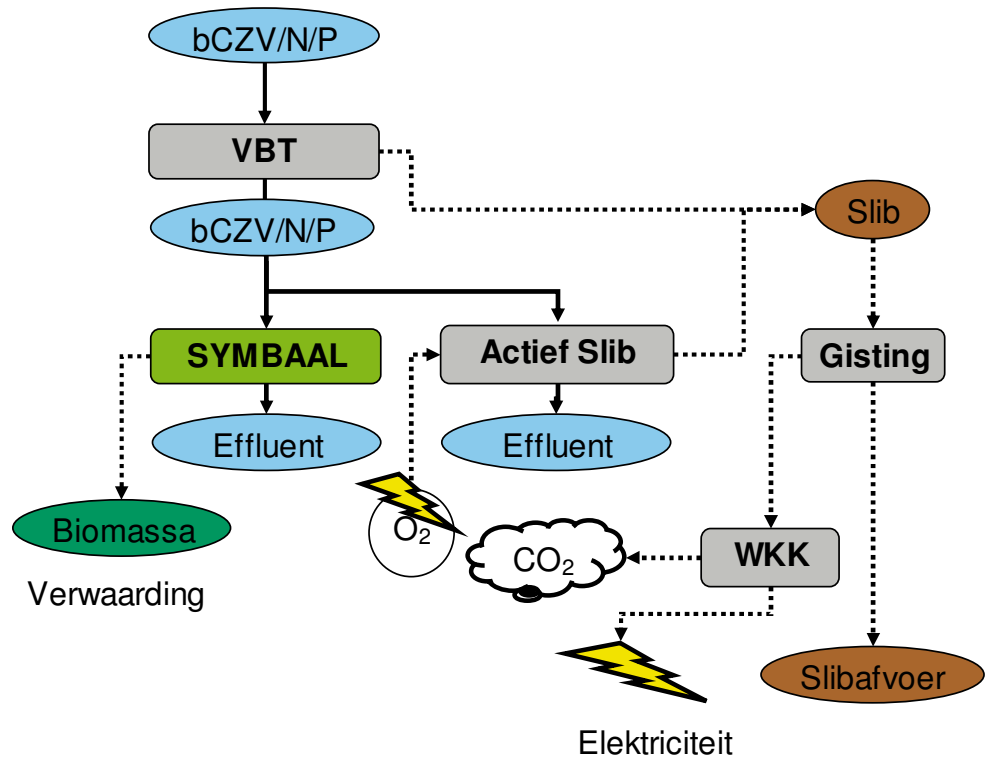 bCZV/N/P
VBT
bCZV/N/P
Slib
SYMBAAL
Actief Slib
Gisting
Effluent
Effluent
Biomassa
O₂
CO₂
WKK
Verwaarding
Slibafvoer
Elektriciteit